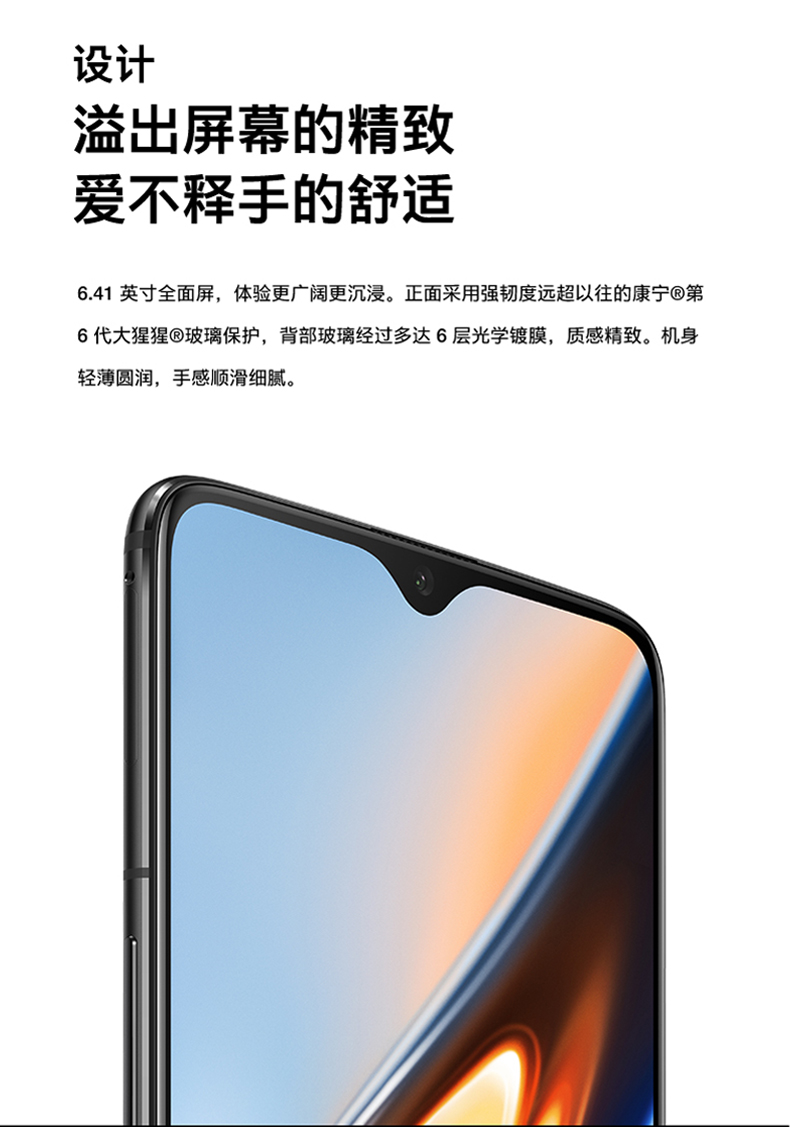 设计
溢出屏幕的精致
爱不释手的舒适
6.41 英寸全面屏，体验更广阔更沉浸。正面采用强韧度远超以往的康宁®第
6 代大猩猩®玻璃保护，背部玻璃经过多达 6 层光学镀膜，质感精致。机身
轻薄圆润，手感顺滑细腻。